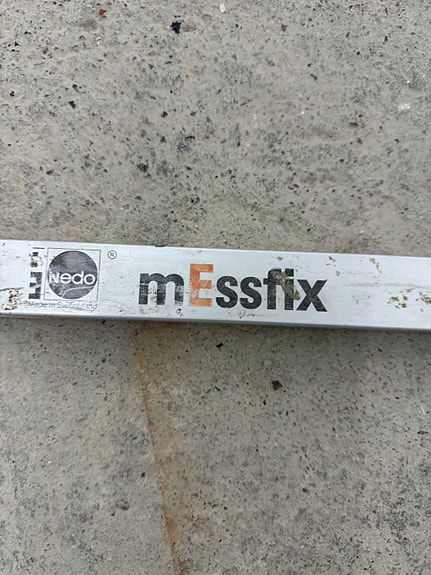 nedo ®
mEssfix
Made in Switzerland